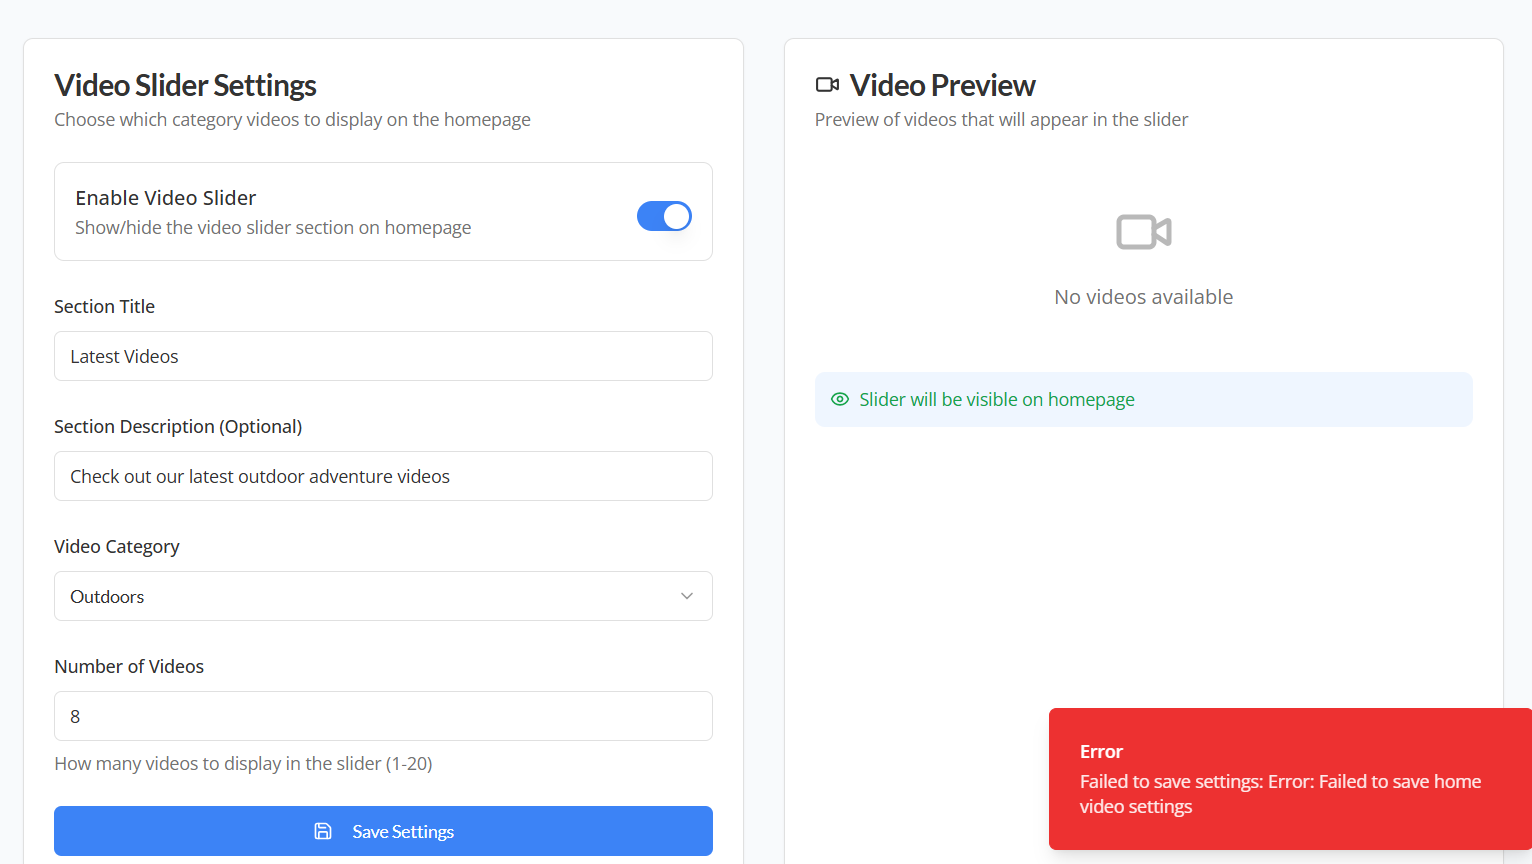 Video Slider Settings
Choose which category videos to display on the homepage
Enable Video Slider
Show/hide the video slider section on homepage
Section Title
Latest Videos
Section Description (Optional)
Check out our latest outdoor adventure videos
Video Category
Outdoors
Number of Videos
8
How many videos to display in the slider (1-20)
Save Settings
Video Preview
Preview of videos that will appear in the slider
No videos available
Slider will be visible on homepage
Error
Failed to save settings: Error: Failed to save home
video settings